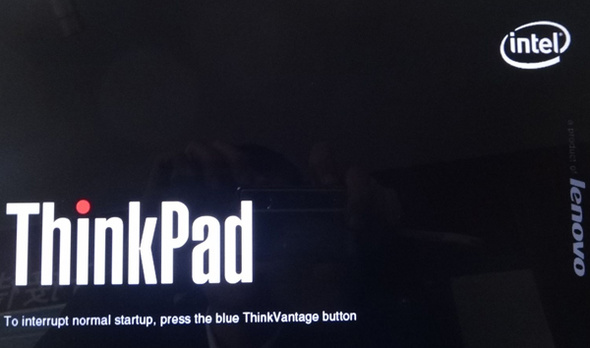 intel
a product of
lenovo
ThinkPad
To interrupt normal startup, press the blue ThinkVantage button